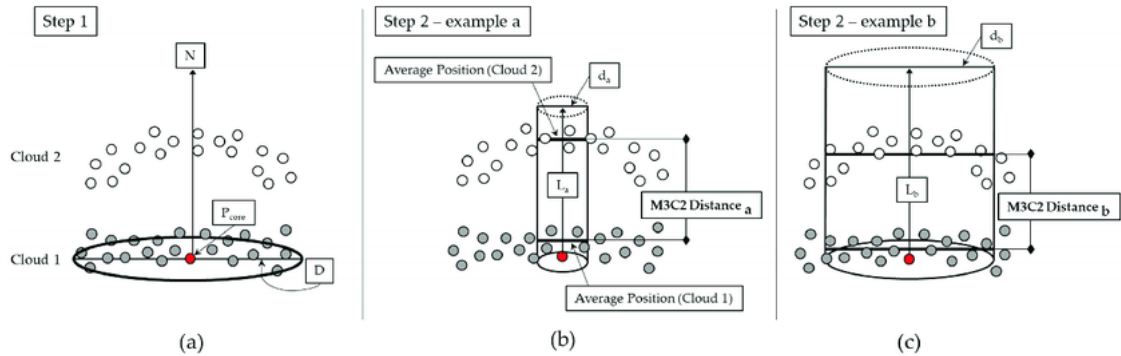 Step 1
N
Cloud 2
P_core
Cloud 1
D
(a)
Step 2 – example a
Average Position (Cloud 2)
d_a
L_a
M3C2 Distance a
Average Position (Cloud 1)
(b)
Step 2 – example b
d_b
L_b
M3C2 Distance b
(c)